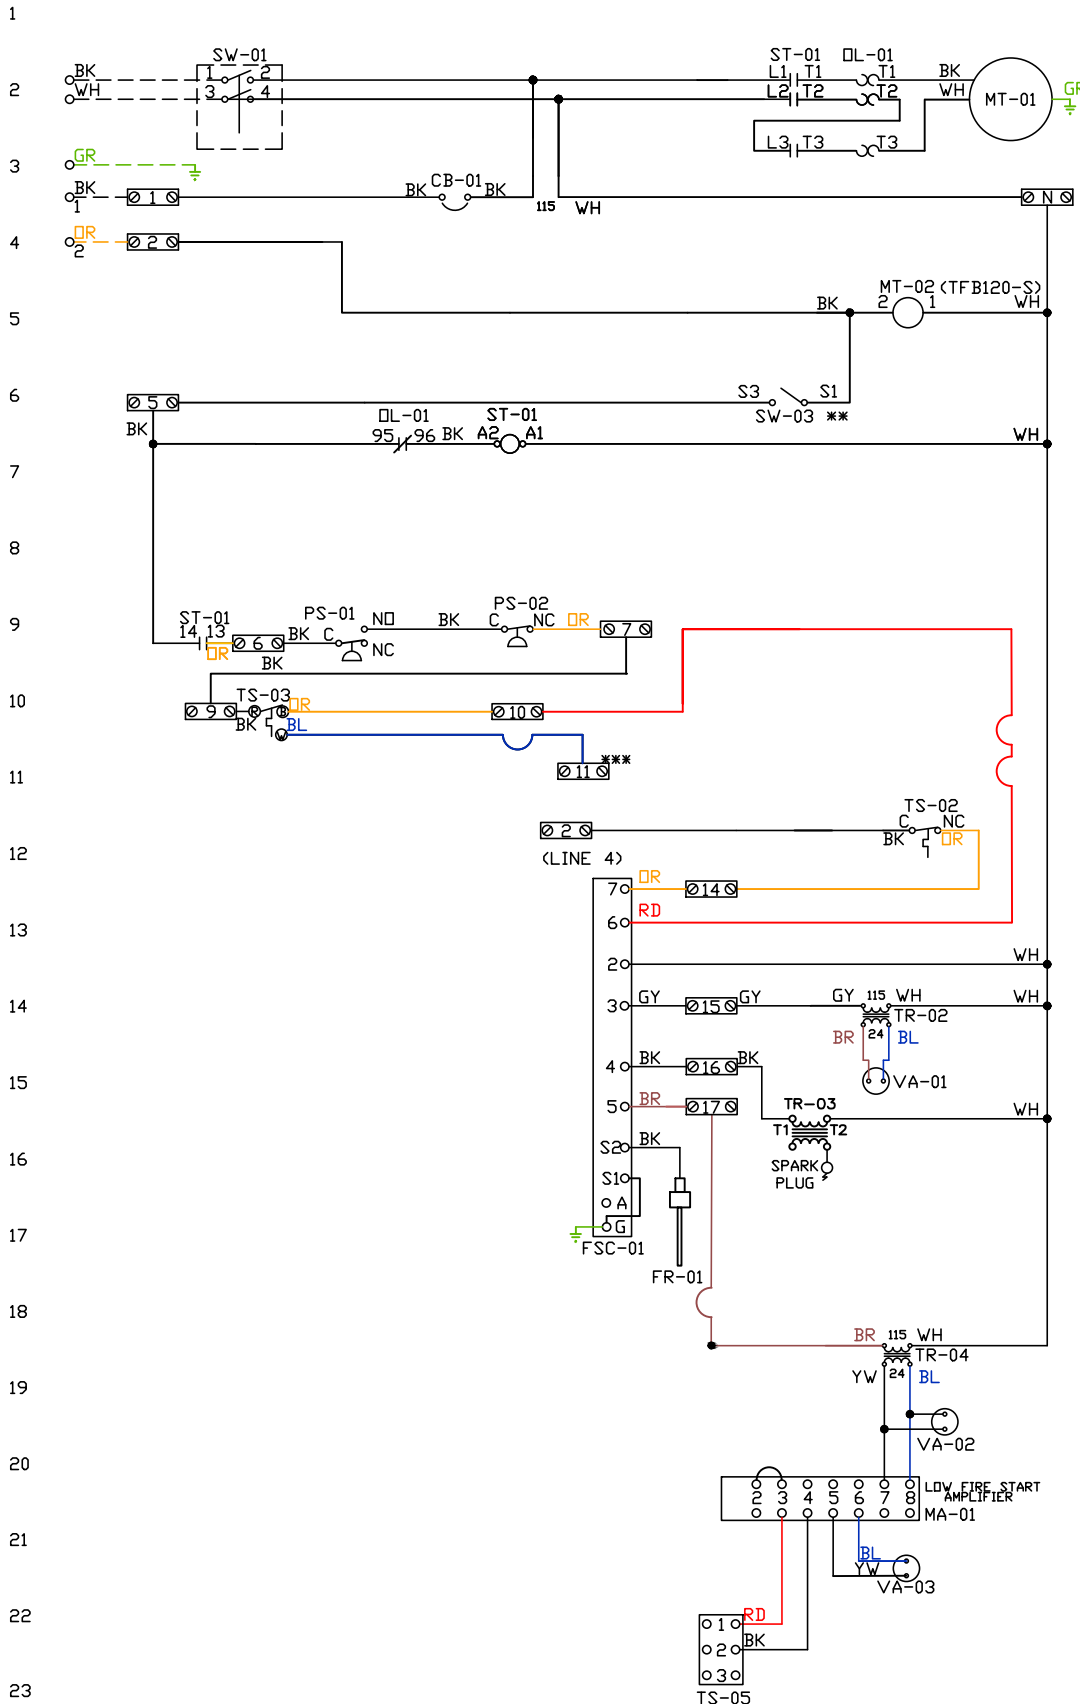 1
SW-01
ST-01 OL-01
BK 1 2 L1 T1 T1 BK
2 WH 3 4 L2 T2 T2 WH MT-01 GR
L3 T3 T3
3 GR
BK 1 1 BK CB-01 BK 115 WH N
4 OR 2 2
MT-02 (TFB120-S)
5 BK 2 1 WH
6 5 S3 S1
SW-03 **
BK OL-01 ST-01
95 96 BK A2 A1 WH
7
8
9 ST-01 PS-01 NO BK PS-02
14 13 OR 6 BK C NC C NC OR 7
BK
10 TS-03
9 BK R B OR 10
W BL
11 11 ***
TS-02
2 C NC
BK OR
12 (LINE 4)
7 OR 14
13 6 RD
2 WH
14 3 GY 15 GY GY 115 WH WH
TR-02
BR 24 BL
15 4 BK 16 BK VA-01
5 BR 17 TR-03 WH
T1 T2
16 S2 BK SPARK
PLUG
S1
A
17 G
FSC-01
FR-01
18
BR 115 WH
TR-04
19 YW 24 BL
VA-02
20
2 3 4 5 6 7 8 LOW FIRE START
AMPLIFIER
MA-01
21
BL
YW
VA-03
22 1 RD
2 BK
3
23 TS-05